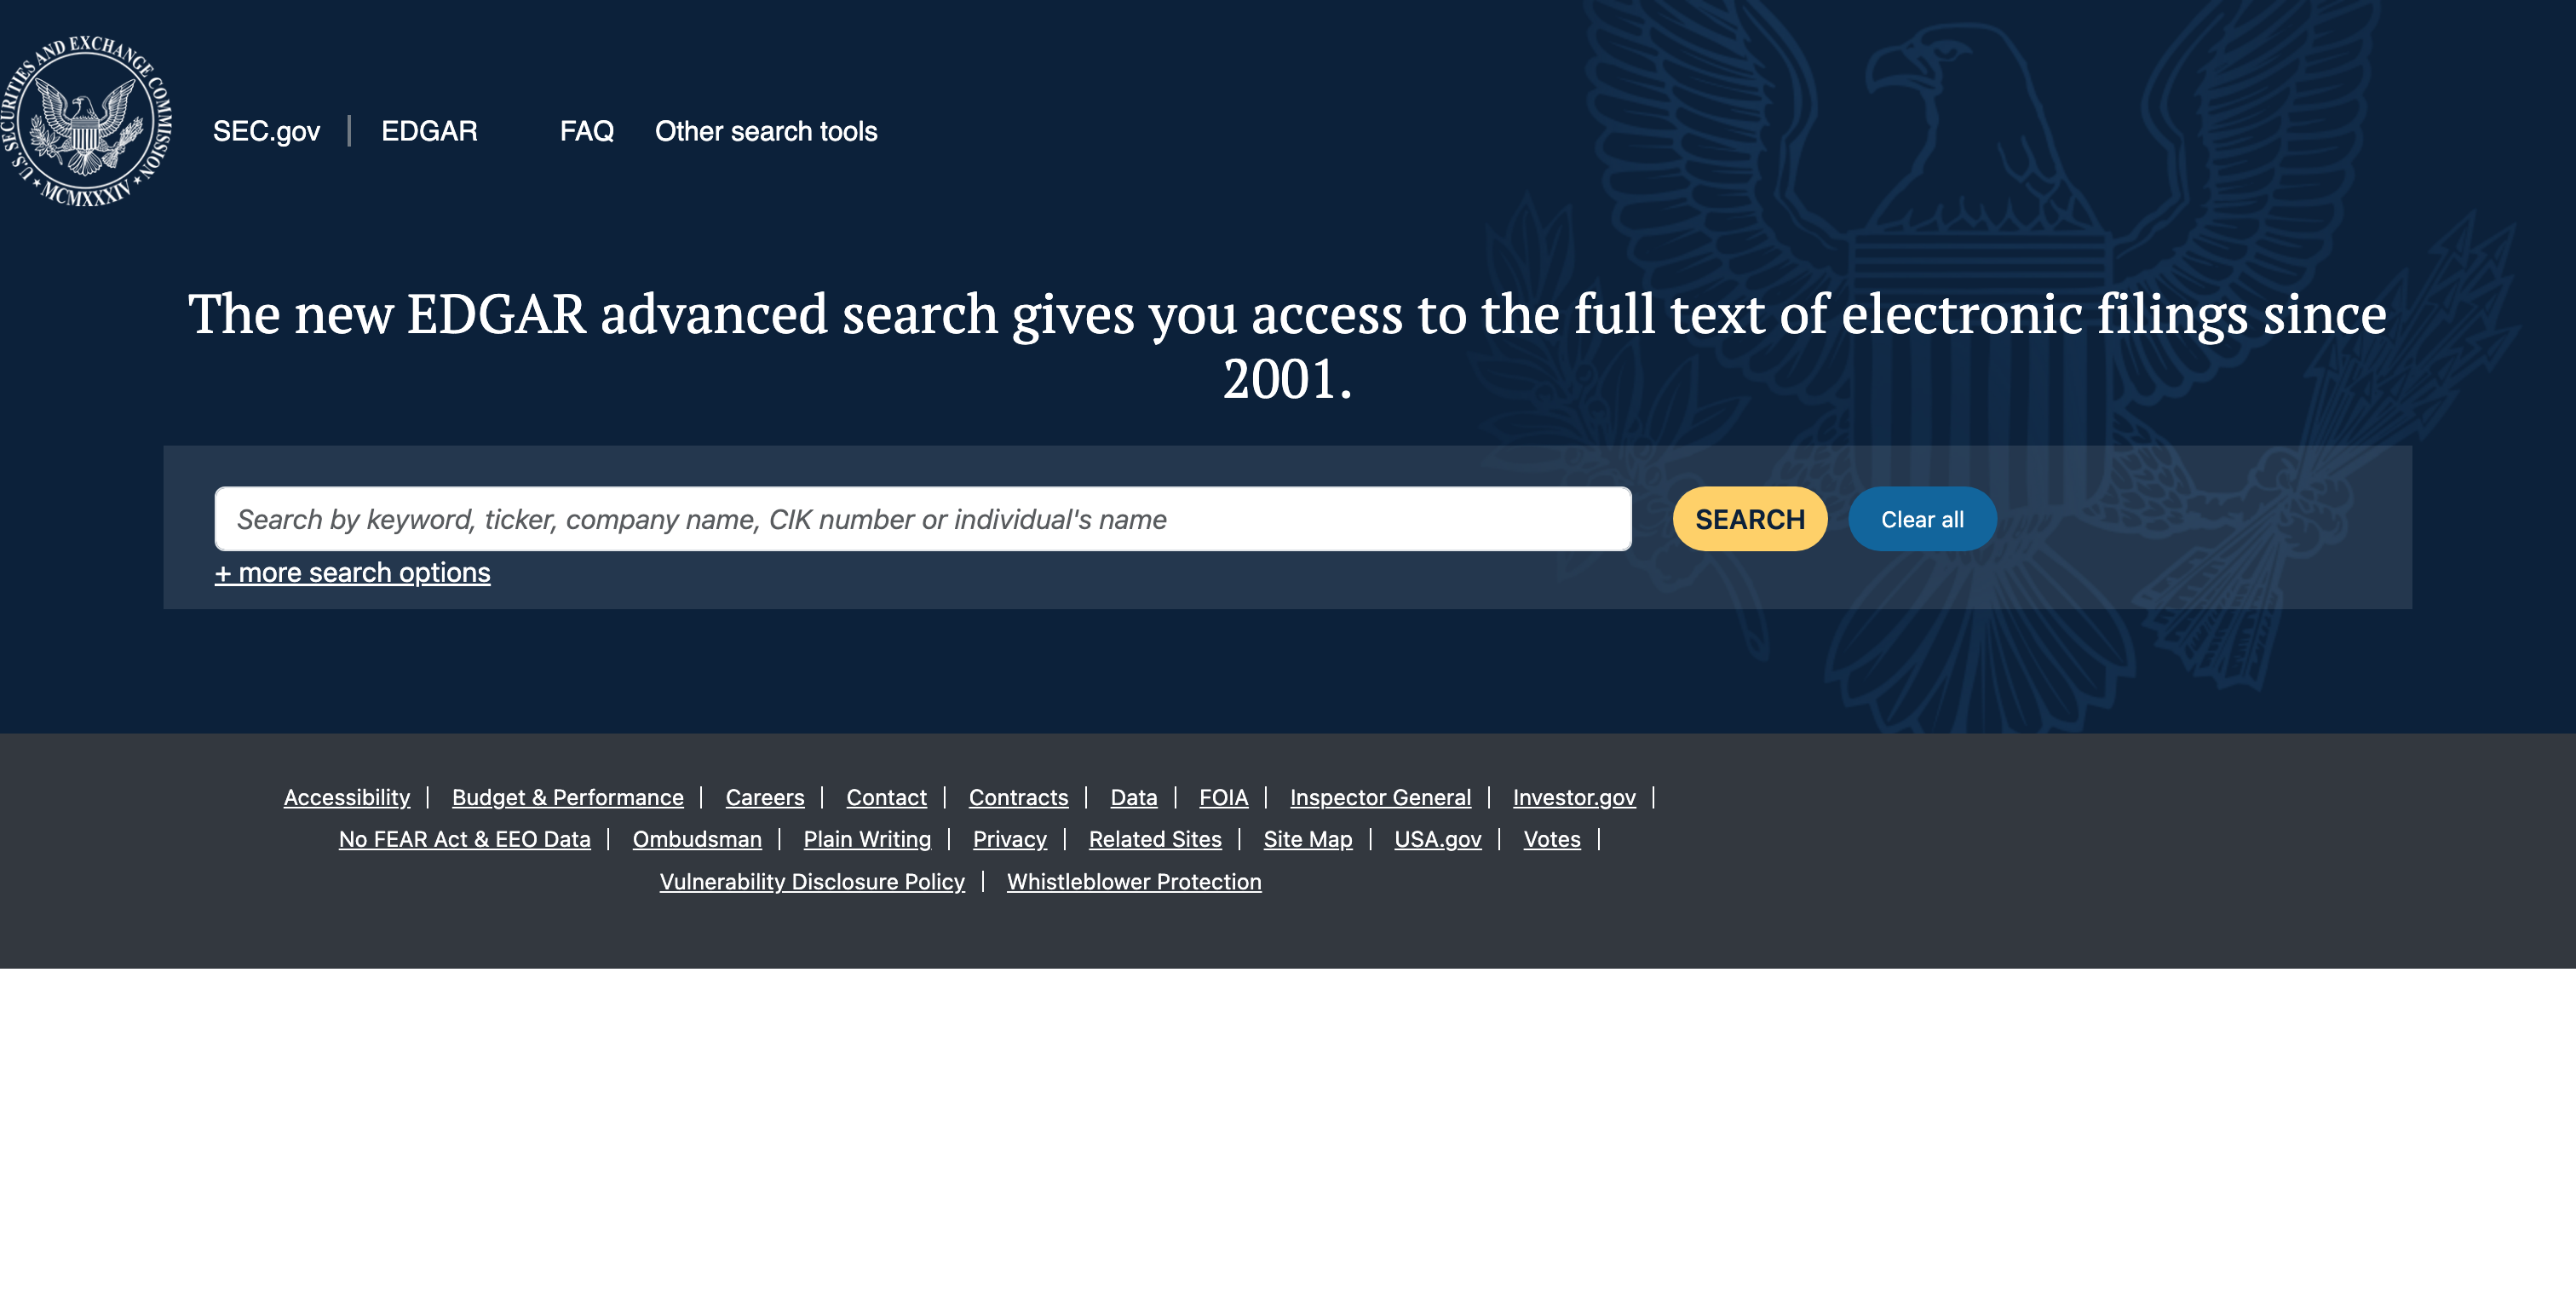 U.S. SECURITIES AND EXCHANGE COMMISSION
MCMXXXIV
SEC.gov
EDGAR
FAQ
Other search tools
The new EDGAR advanced search gives you access to the full text of electronic filings since
2001.
Search by keyword, ticker, company name, CIK number or individual's name
SEARCH
Clear all
+ more search options
Accessibility | Budget & Performance | Careers | Contact | Contracts | Data | FOIA | Inspector General | Investor.gov |
No FEAR Act & EEO Data | Ombudsman | Plain Writing | Privacy | Related Sites | Site Map | USA.gov | Votes |
Vulnerability Disclosure Policy | Whistleblower Protection